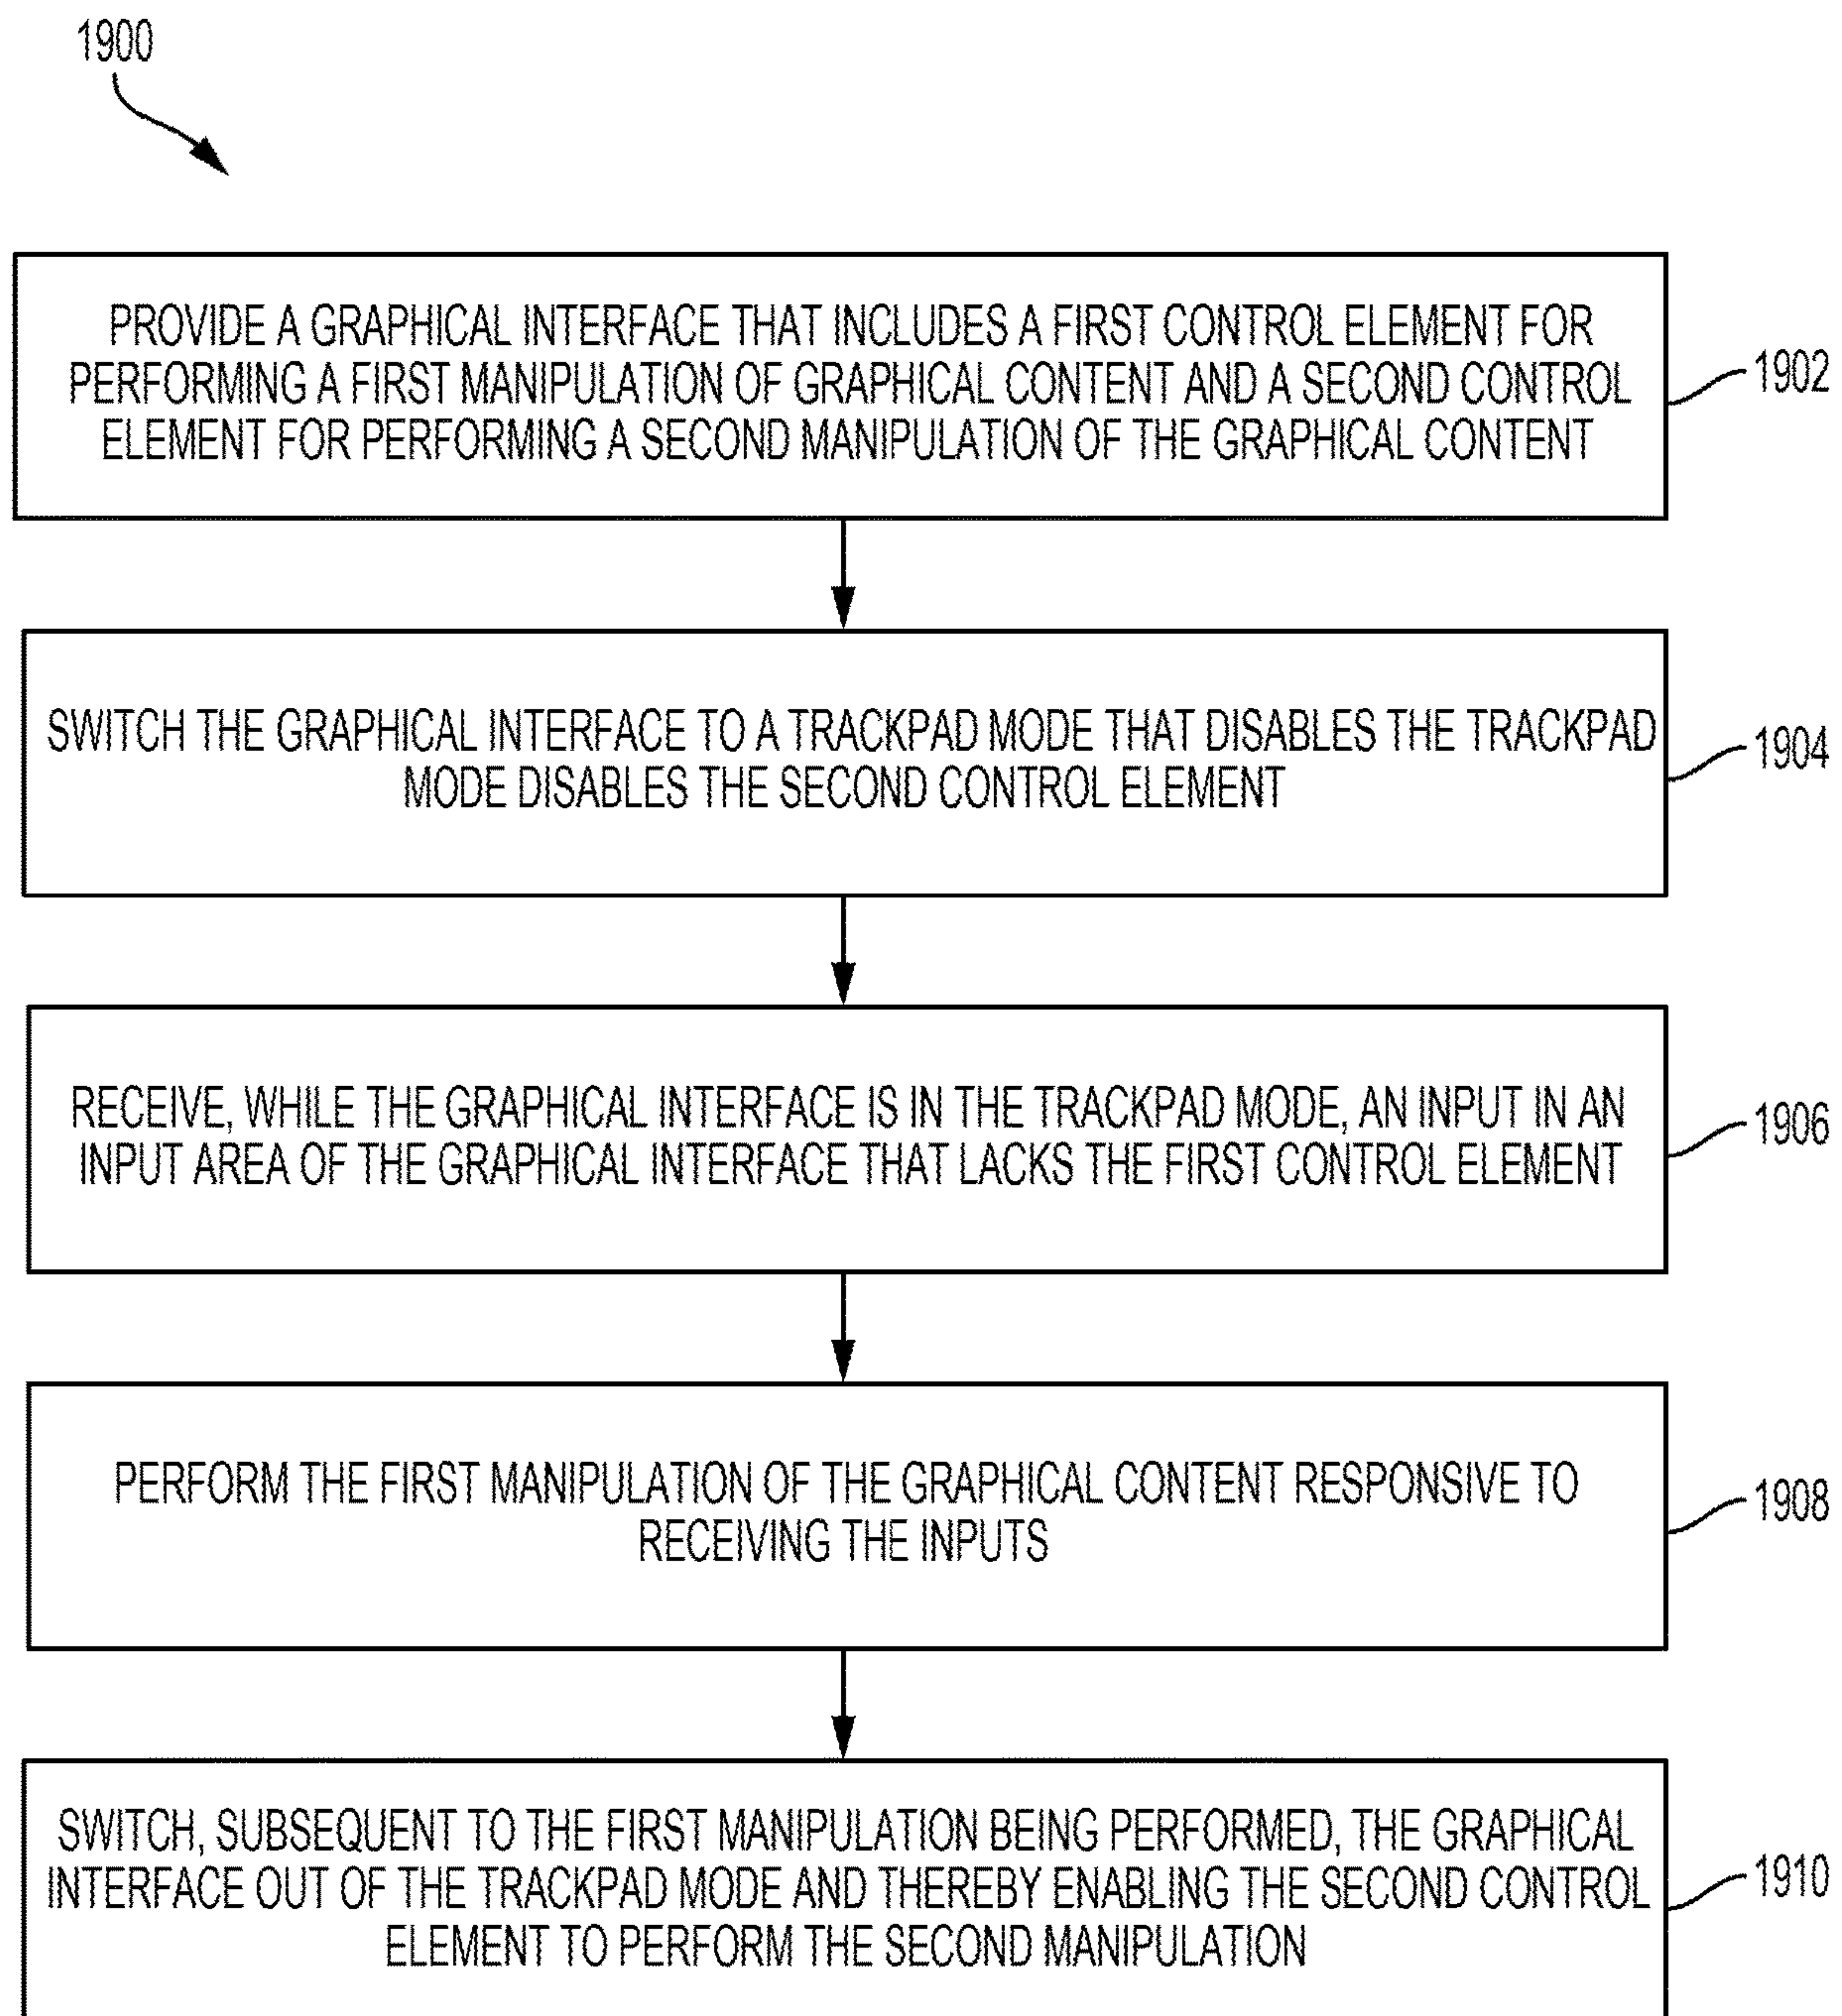 1900
PROVIDE A GRAPHICAL INTERFACE THAT INCLUDES A FIRST CONTROL ELEMENT FOR
PERFORMING A FIRST MANIPULATION OF GRAPHICAL CONTENT AND A SECOND CONTROL
ELEMENT FOR PERFORMING A SECOND MANIPULATION OF THE GRAPHICAL CONTENT
1902
SWITCH THE GRAPHICAL INTERFACE TO A TRACKPAD MODE THAT DISABLES THE TRACKPAD
MODE DISABLES THE SECOND CONTROL ELEMENT
1904
RECEIVE, WHILE THE GRAPHICAL INTERFACE IS IN THE TRACKPAD MODE, AN INPUT IN AN
INPUT AREA OF THE GRAPHICAL INTERFACE THAT LACKS THE FIRST CONTROL ELEMENT
1906
PERFORM THE FIRST MANIPULATION OF THE GRAPHICAL CONTENT RESPONSIVE TO
RECEIVING THE INPUTS
1908
SWITCH, SUBSEQUENT TO THE FIRST MANIPULATION BEING PERFORMED, THE GRAPHICAL
INTERFACE OUT OF THE TRACKPAD MODE AND THEREBY ENABLING THE SECOND CONTROL
ELEMENT TO PERFORM THE SECOND MANIPULATION
1910